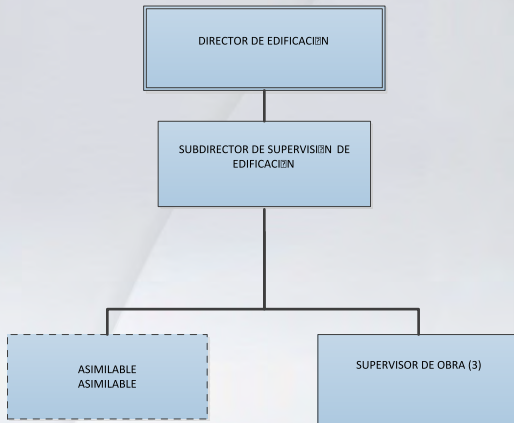 DIRECTOR DE EDIFICACI⍰N
SUBDIRECTOR DE SUPERVISI⍰N DE
EDIFICACI⍰N
ASIMILABLE
ASIMILABLE
SUPERVISOR DE OBRA (3)